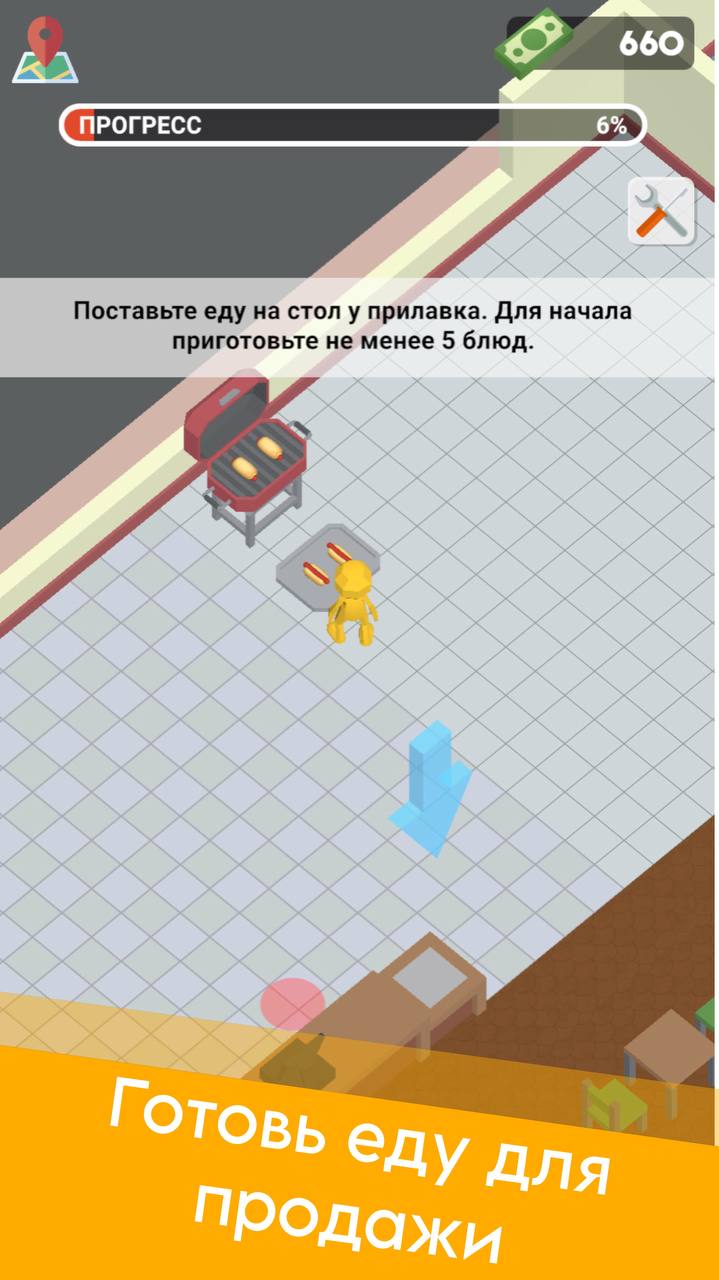 660
ПРОГРЕСС 6%
Поставьте еду на стол у прилавка. Для начала
приготовьте не менее 5 блюд.
Готовь еду для
продажи